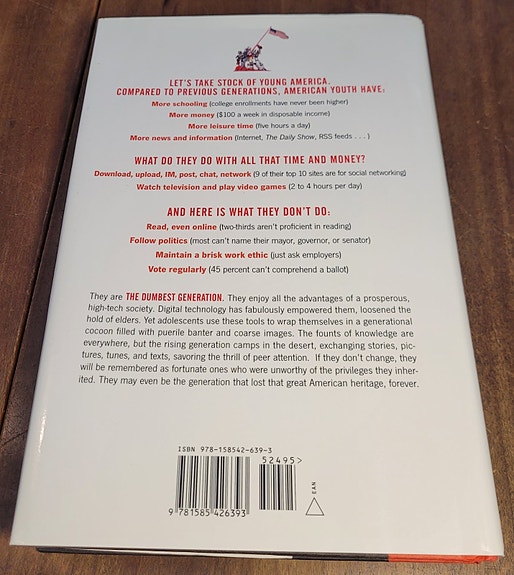 LET'S TAKE STOCK OF YOUNG AMERICA.
COMPARED TO PREVIOUS GENERATIONS, AMERICAN YOUTH HAVE:
More schooling (college enrollments have never been higher)
More money ($100 a week in disposable income)
More leisure time (five hours a day)
More news and information (Internet, The Daily Show, RSS feeds . . . )
WHAT DO THEY DO WITH ALL THAT TIME AND MONEY?
Download, upload, IM, post, chat, network (9 of their top 10 sites are for social networking)
Watch television and play video games (2 to 4 hours per day)
AND HERE IS WHAT THEY DON'T DO:
Read, even online (two-thirds aren't proficient in reading)
Follow politics (most can't name their mayor, governor, or senator)
Maintain a brisk work ethic (just ask employers)
Vote regularly (45 percent can't comprehend a ballot)
They are THE DUMBEST GENERATION. They enjoy all the advantages of a prosperous,
high-tech society. Digital technology has fabulously empowered them, loosened the
hold of elders. Yet adolescents use these tools to wrap themselves in a generational
cocoon filled with puerile banter and coarse images. The founts of knowledge are
everywhere, but the rising generation camps in the desert, exchanging stories, pic-
tures, tunes, and texts, savoring the thrill of peer attention. If they don't change, they
will be remembered as fortunate ones who were unworthy of the privileges they inher-
ited. They may even be the generation that lost that great American heritage, forever.
ISBN 978-158542-639-3
52495>
9 781585 426393
EAN